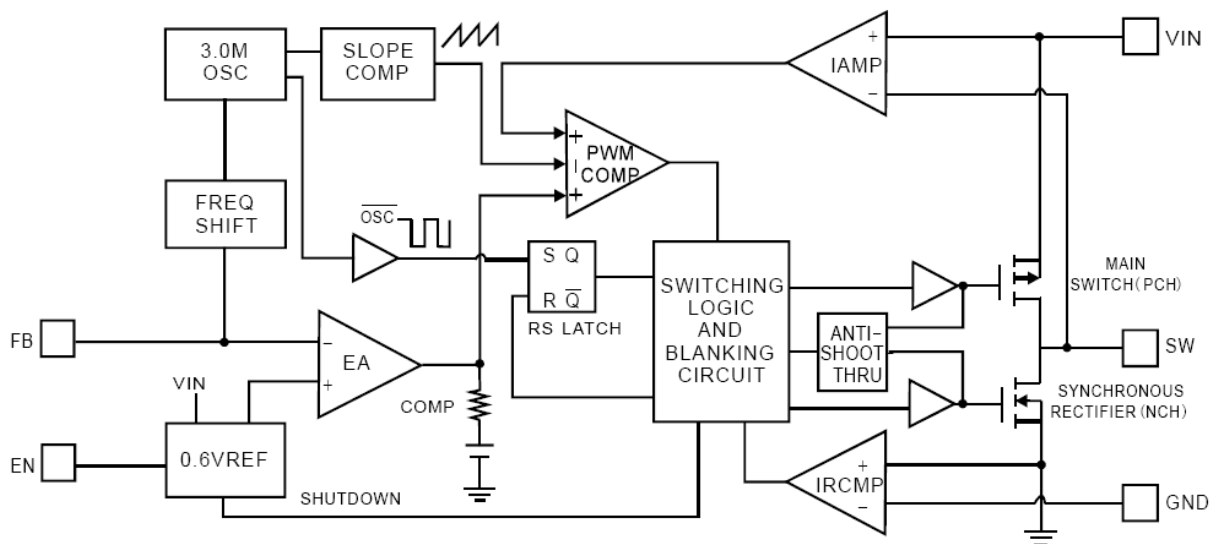 3.0M
OSC
SLOPE
COMP
+
IAMP
−
VIN
+
−
+
PWM
COMP
FREQ
SHIFT
OSC
S Q
R Q
RS LATCH
SWITCHING
LOGIC
AND
BLANKING
CIRCUIT
MAIN
SWITCH(PCH)
ANTI-
SHOOT
THRU
FB
−
EA
+
SW
VIN
COMP
SYNCHRONOUS
RECTIFIER(NCH)
EN
0.6VREF
SHUTDOWN
+
IRCMP
−
GND